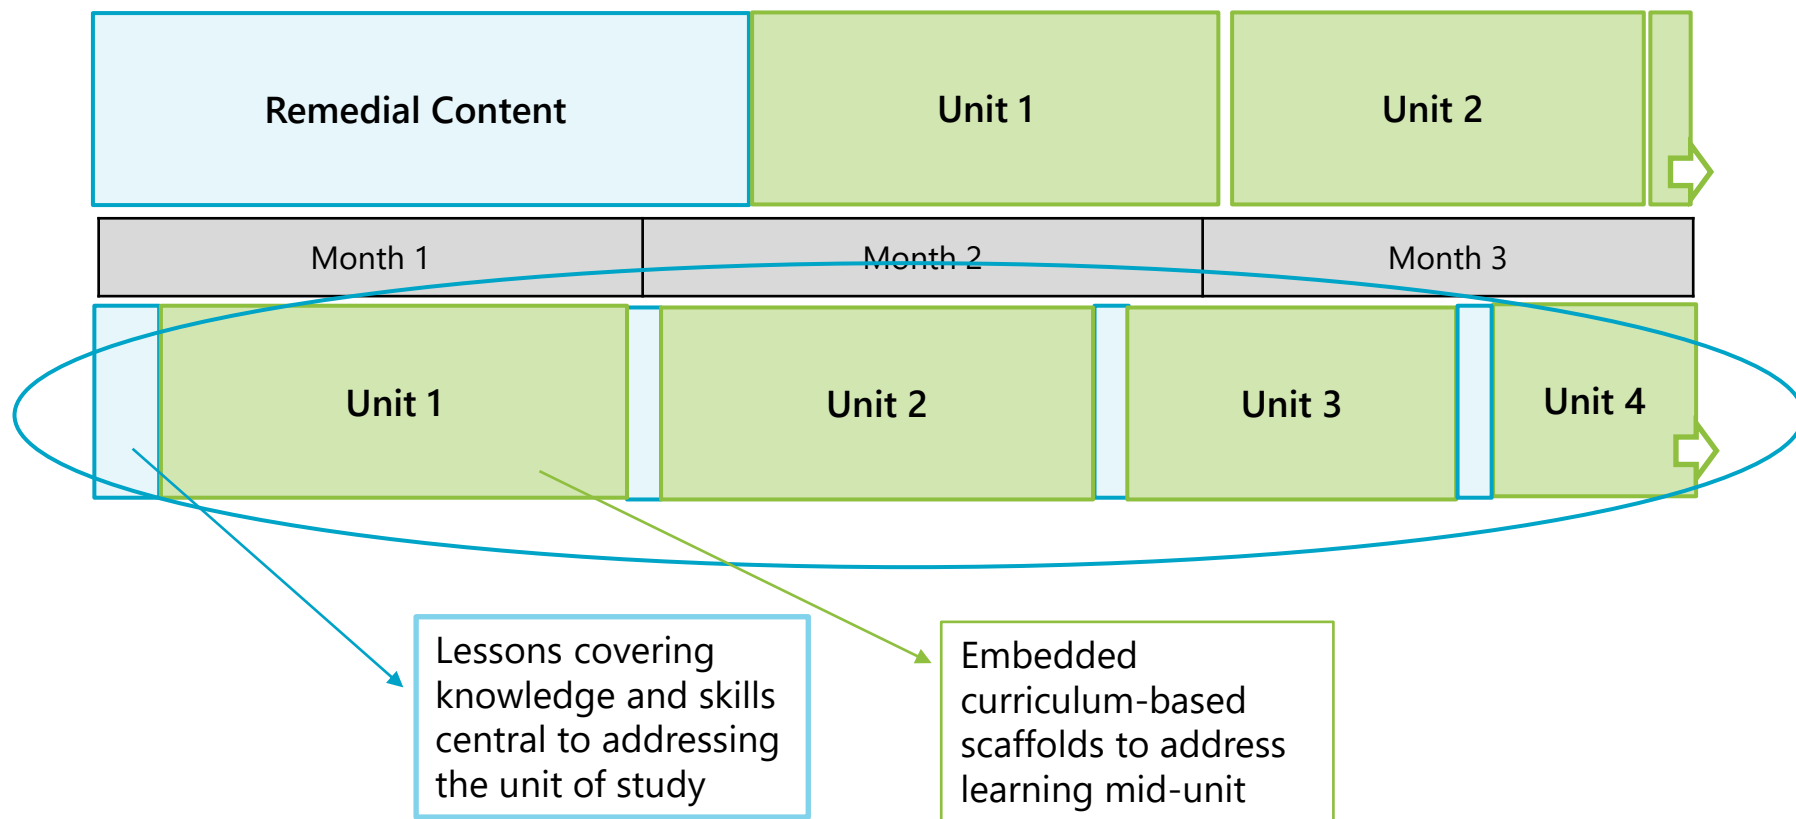 Remedial Content
Unit 1
Unit 2
Month 1
Month 2
Month 3
Unit 1
Unit 2
Unit 3
Unit 4
Lessons covering
knowledge and skills
central to addressing
the unit of study
Embedded
curriculum-based
scaffolds to address
learning mid-unit